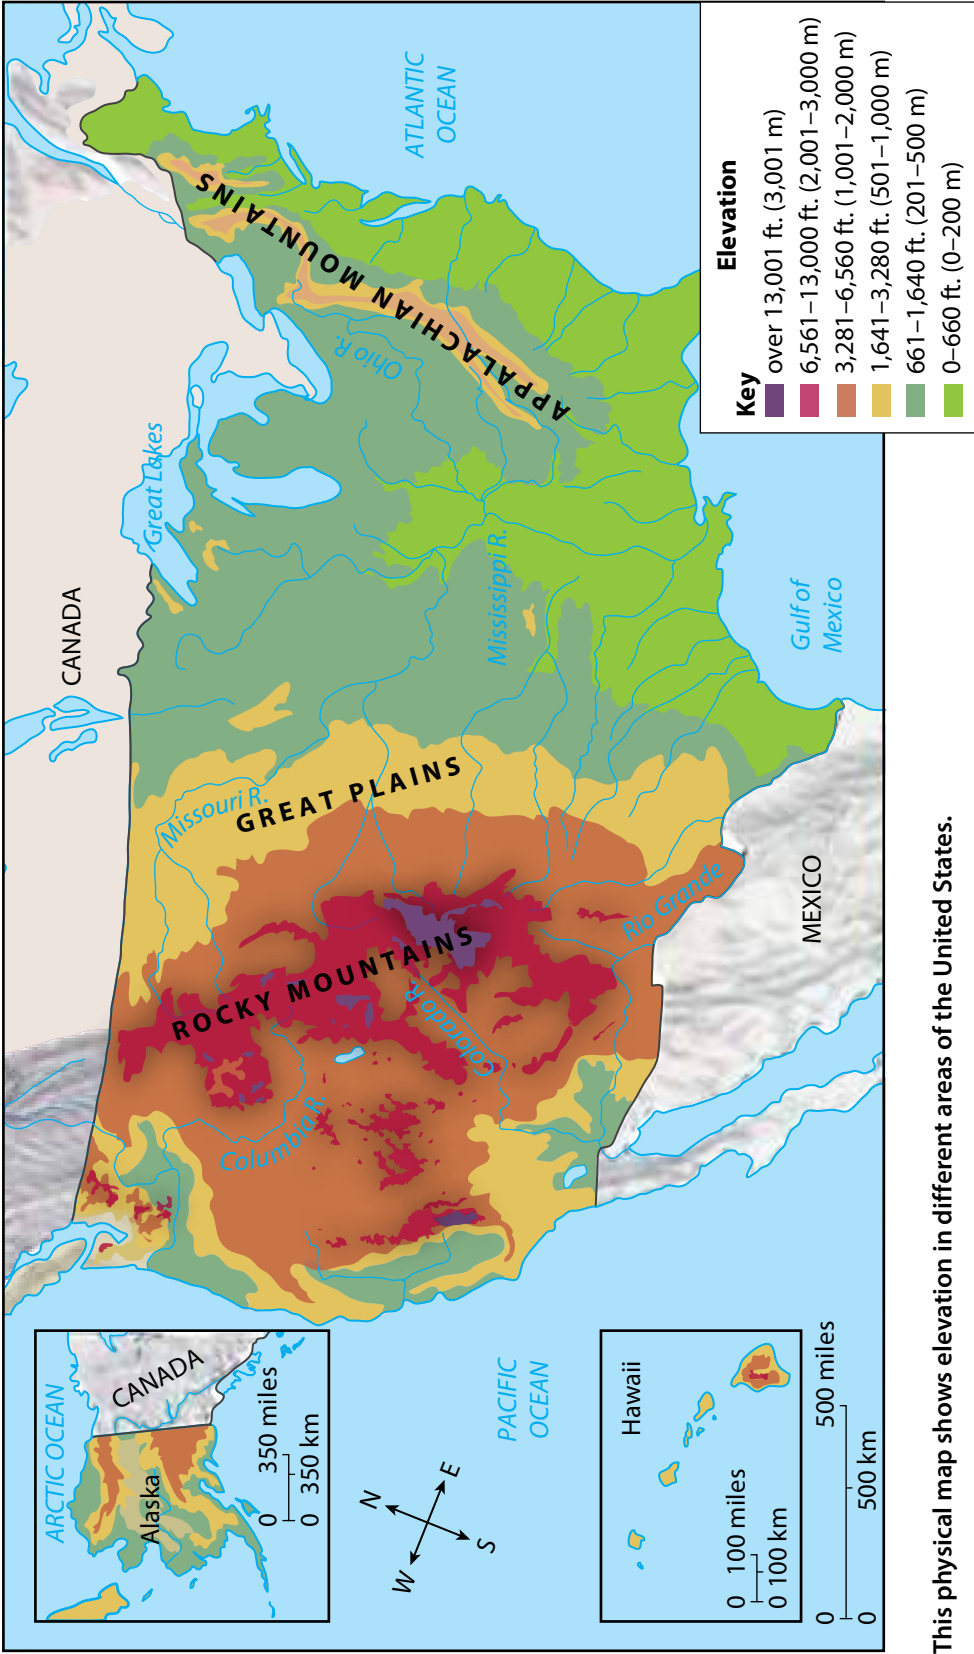 CANADA
Great Lakes
Missouri R.
GREAT PLAINS
ROCKY MOUNTAINS
Columbia R.
Colorado R.
Rio Grande
Mississippi R.
Ohio R.
APPALACHIAN MOUNTAINS
ATLANTIC
OCEAN
Gulf of
Mexico
MEXICO
PACIFIC
OCEAN
ARCTIC OCEAN
CANADA
Alaska
0 350 miles
0 350 km
N
W
E
S
Hawaii
0 100 miles
0 100 km
0 500 miles
0 500 km
Elevation
Key
over 13,001 ft. (3,001 m)
6,561–13,000 ft. (2,001–3,000 m)
3,281–6,560 ft. (1,001–2,000 m)
1,641–3,280 ft. (501–1,000 m)
661–1,640 ft. (201–500 m)
0–660 ft. (0–200 m)
This physical map shows elevation in different areas of the United States.